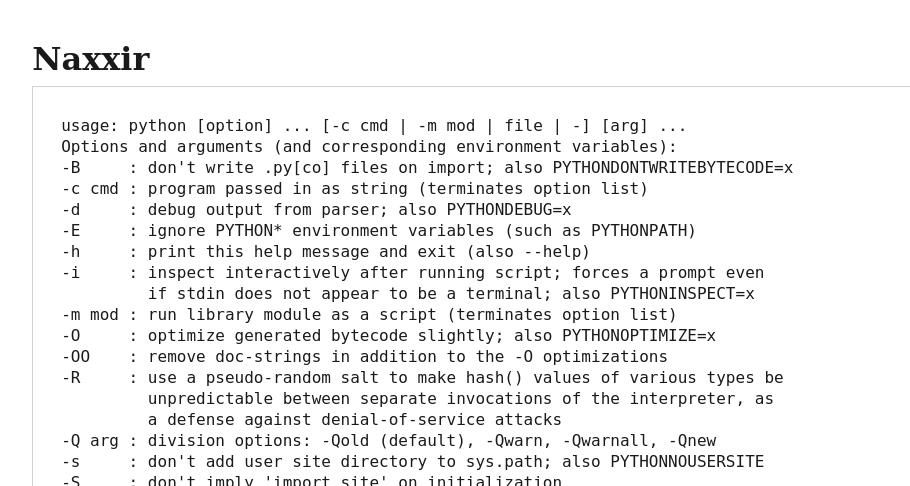 Naxxir
usage: python [option] ... [-c cmd | -m mod | file | -] [arg] ...
Options and arguments (and corresponding environment variables):
-B     : don't write .py[co] files on import; also PYTHONDONTWRITEBYTECODE=x
-c cmd : program passed in as string (terminates option list)
-d     : debug output from parser; also PYTHONDEBUG=x
-E     : ignore PYTHON* environment variables (such as PYTHONPATH)
-h     : print this help message and exit (also --help)
-i     : inspect interactively after running script; forces a prompt even
         if stdin does not appear to be a terminal; also PYTHONINSPECT=x
-m mod : run library module as a script (terminates option list)
-O     : optimize generated bytecode slightly; also PYTHONOPTIMIZE=x
-OO    : remove doc-strings in addition to the -O optimizations
-R     : use a pseudo-random salt to make hash() values of various types be
         unpredictable between separate invocations of the interpreter, as
         a defense against denial-of-service attacks
-Q arg : division options: -Qold (default), -Qwarn, -Qwarnall, -Qnew
-s     : don't add user site directory to sys.path; also PYTHONNOUSERSITE
-S     : don't imply 'import site' on initialization